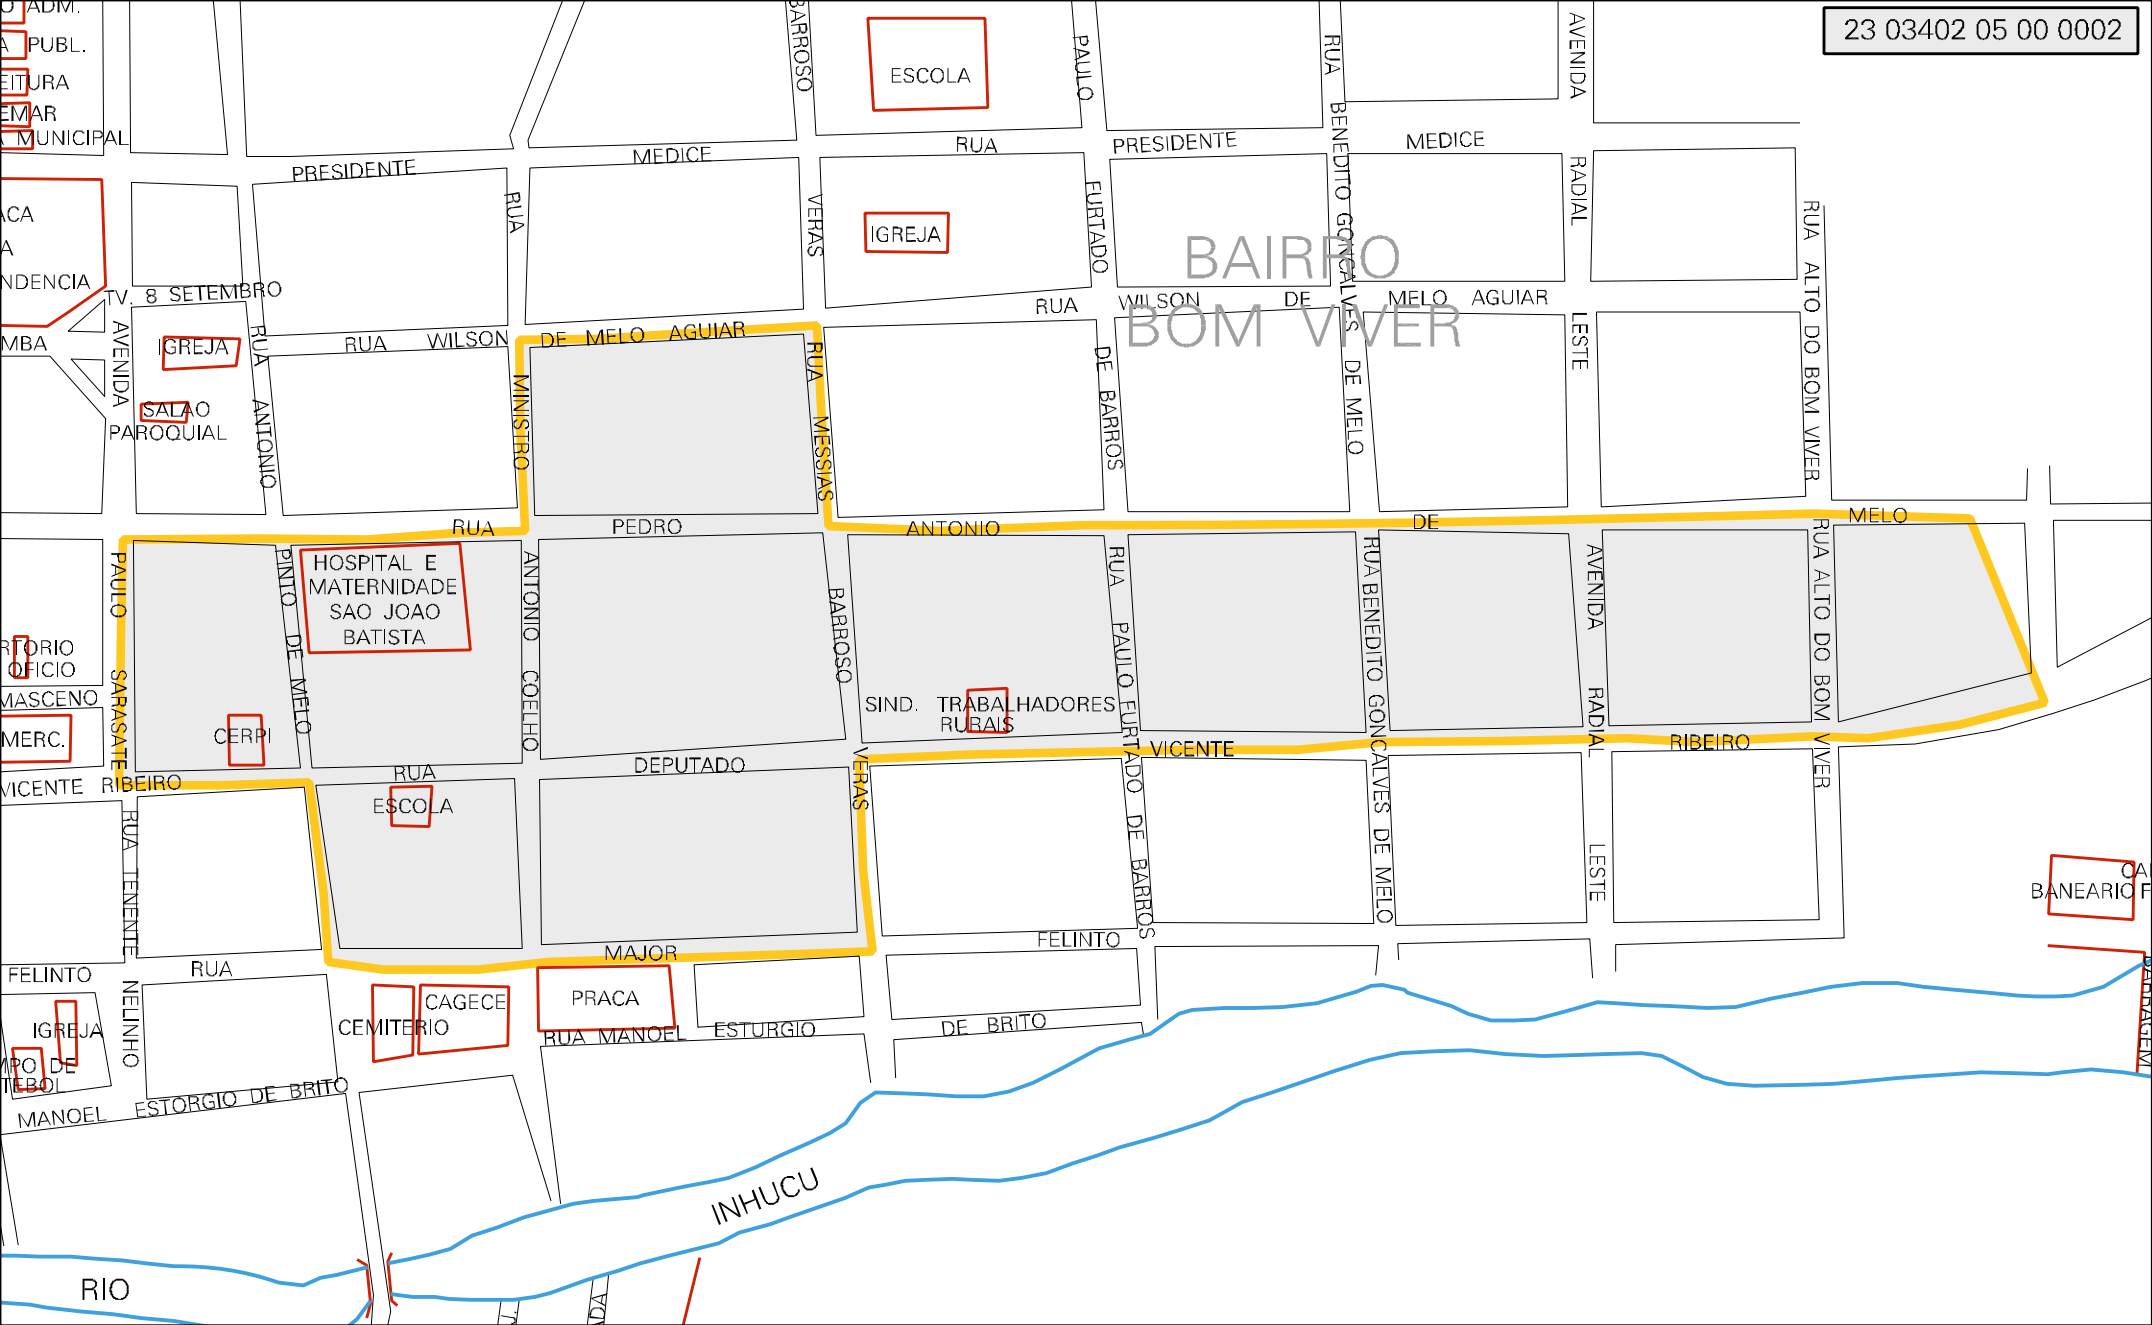 23 03402 05 00 0002
ADM.
PUBL.
MUNICIPAL
BARROSO
PAULO
RUA
AVENIDA
ESCOLA
PRESIDENTE
MEDICE
RUA
PRESIDENTE
MEDICE
BENEDITO GONCALVES DE MELO
RADIAL
RUA
VERAS
IGREJA
FURTADO
BAIRRO
BOM VIVER
RUA ALTO DO BOM VIVER
TV. 8 SETEMBRO
RUA WILSON DE MELO AGUIAR
RUA WILSON DE MELO AGUIAR
AVENIDA
IGREJA
SALAO
PAROQUIAL
RUA ANTONIO
MINISTRO
RUA MESSIAS
DE BARROS
LESTE
RUA PEDRO ANTONIO DE MELO
PAULO SARASATE
PINTO DE MELO
HOSPITAL E
MATERNIDADE
SAO JOAO
BATISTA
ANTONIO COELHO
BARROSO
RUA PAULO FURTADO DE BARROS
RUA BENEDITO GONCALVES DE MELO
AVENIDA RADIAL
RUA ALTO DO BOM VIVER
OFICIO
MERC.
CERPI
SIND. TRABALHADORES
RURAIS
VICENTE RIBEIRO
RUA DEPUTADO VICENTE RIBEIRO
ESCOLA
VERAS
RUA TENENTE
LESTE
BANEARIO
FELINTO
RUA MAJOR FELINTO
NELINHO
IGREJA
DE
CAGECE
CEMITERIO
PRACA
RUA MANOEL ESTURGIO DE BRITO
MANOEL ESTORGIO DE BRITO
BARRAGEM
RIO INHUCU